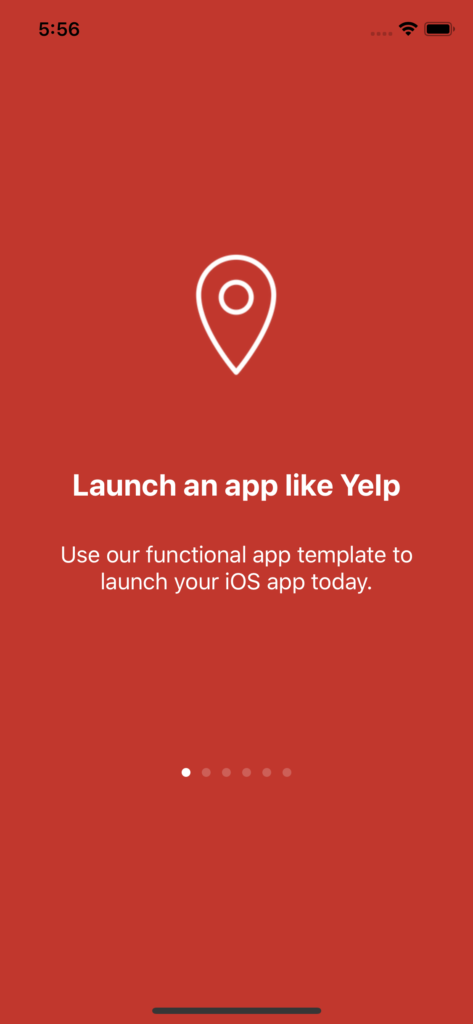 5:56
Launch an app like Yelp
Use our functional app template to
launch your iOS app today.